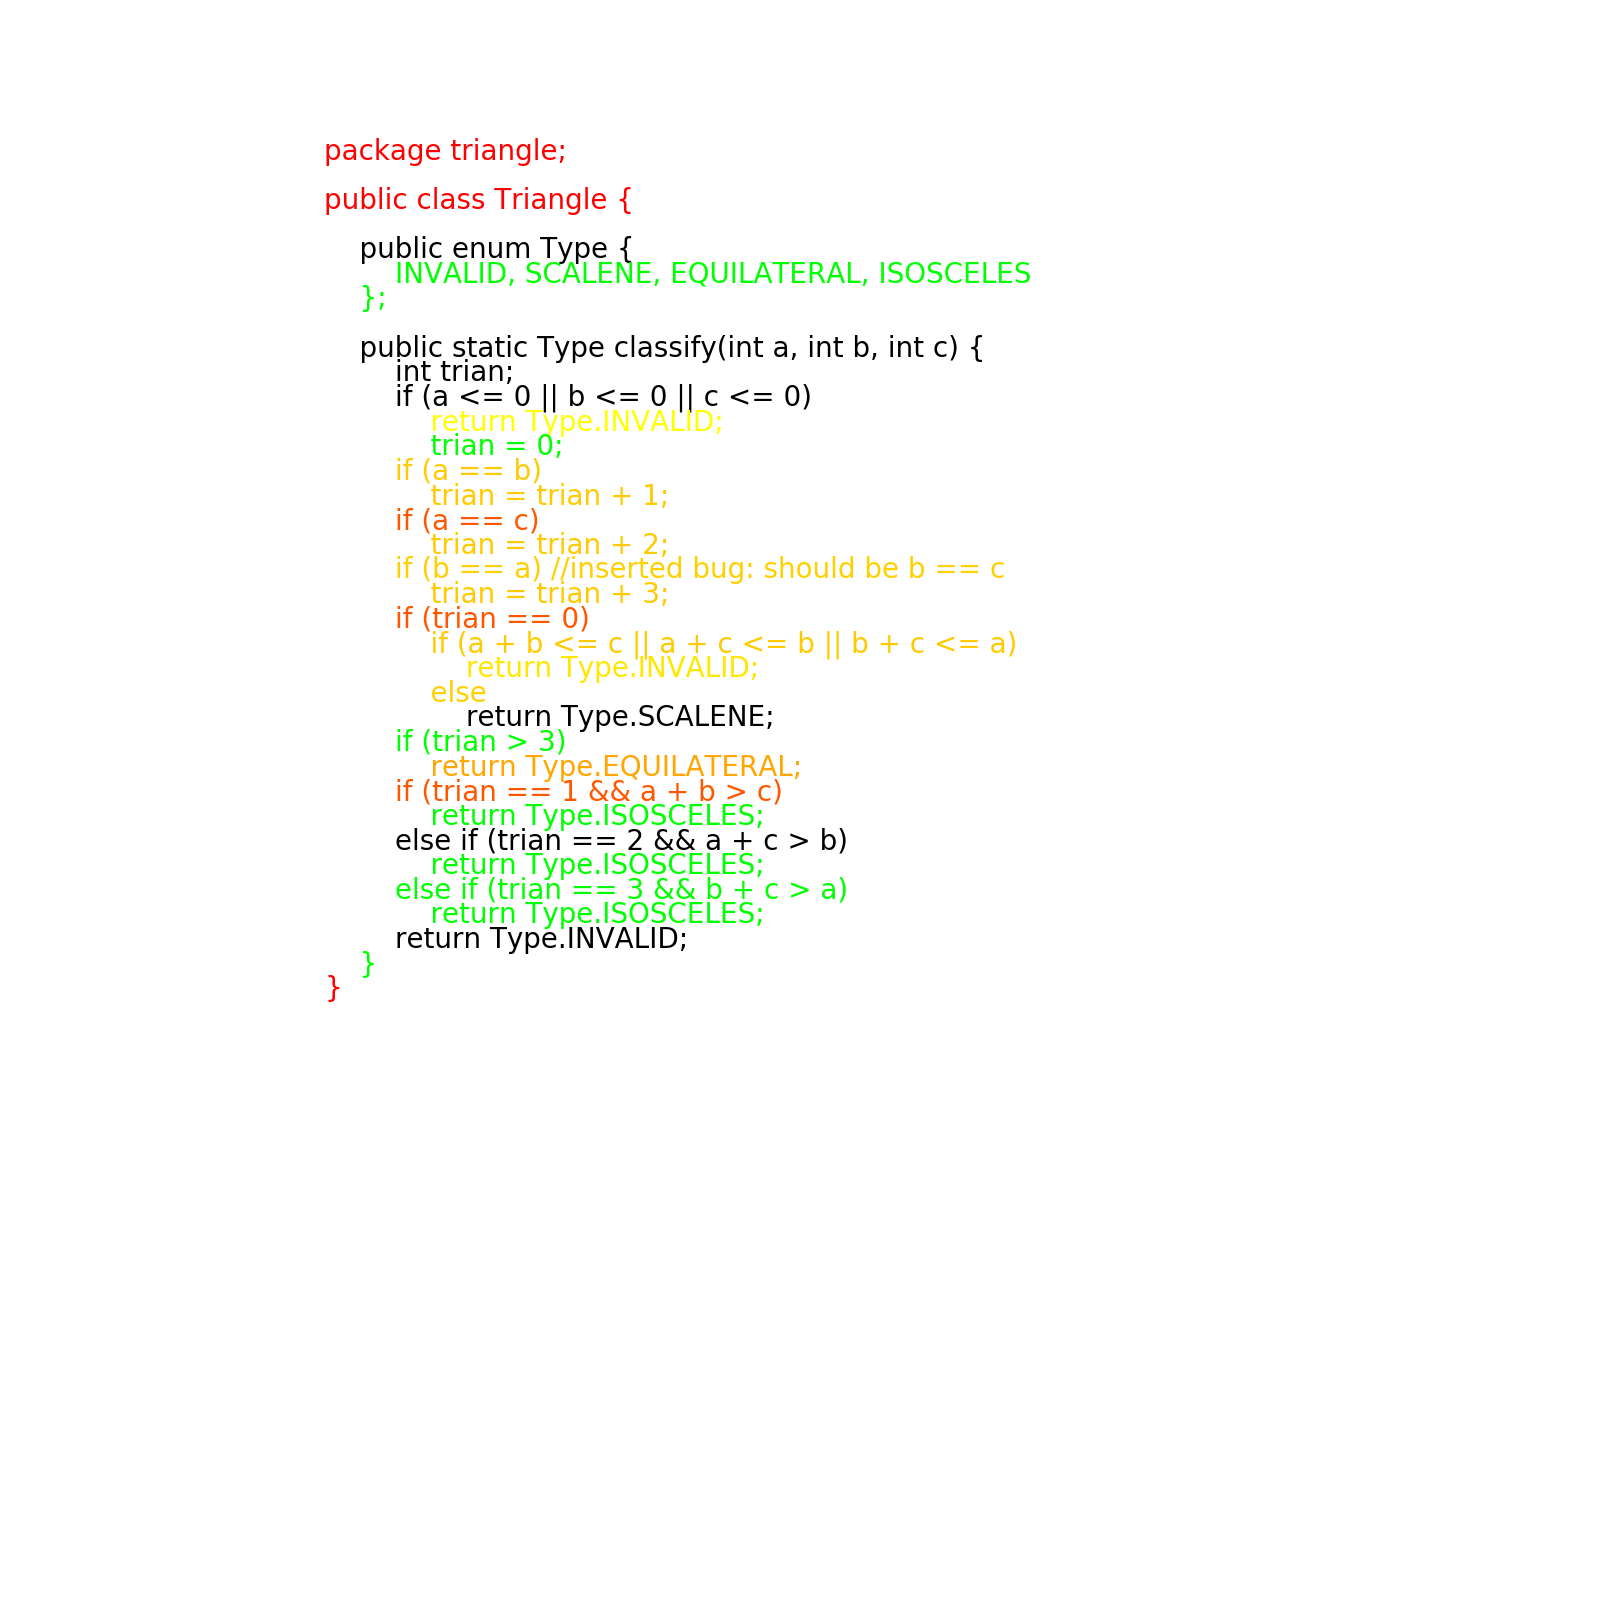 package triangle;
public class Triangle {
public enum Type {
INVALID, SCALENE, EQUILATERAL, ISOSCELES
};
public static Type classify(int a, int b, int c) {
int trian;
if (a <= 0 || b <= 0 || c <= 0)
return Type.INVALID;
trian = 0;
if (a == b)
trian = trian + 1;
if (a == c)
trian = trian + 2;
if (b == a) //inserted bug: should be b == c
trian = trian + 3;
if (trian == 0)
if (a + b <= c || a + c <= b || b + c <= a)
return Type.INVALID;
else
return Type.SCALENE;
if (trian > 3)
return Type.EQUILATERAL;
if (trian == 1 && a + b > c)
return Type.ISOSCELES;
else if (trian == 2 && a + c > b)
return Type.ISOSCELES;
else if (trian == 3 && b + c > a)
return Type.ISOSCELES;
return Type.INVALID;
}
}